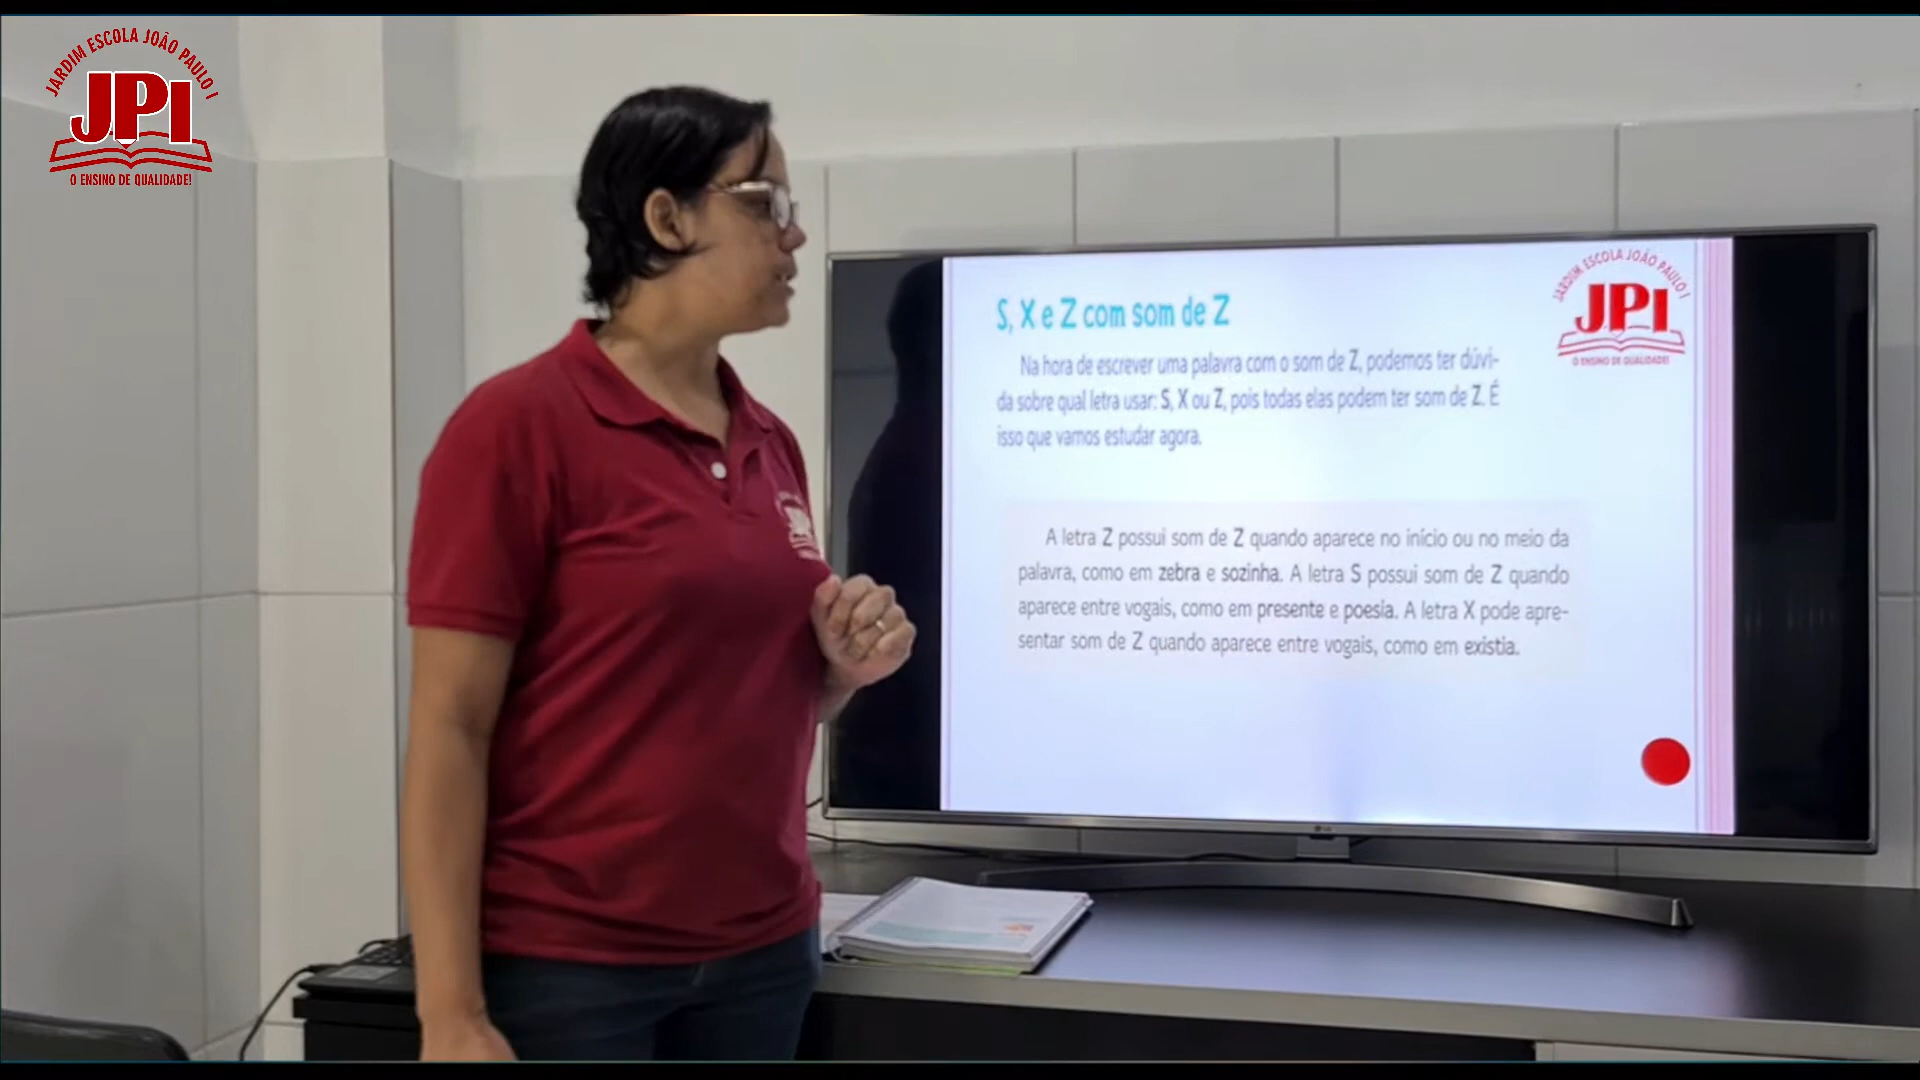 JARDIM ESCOLA JOÃO PAULO I
JPI
O ENSINO DE QUALIDADE!
JARDIM ESCOLA JOÃO PAULO I
JPI
O ENSINO DE QUALIDADE!
S, X e Z com som de Z
Na hora de escrever uma palavra com o som de Z, podemos ter dúvi-
da sobre qual letra usar: S, X ou Z, pois todas elas podem ter som de Z. É
isso que vamos estudar agora.
A letra Z possui som de Z quando aparece no início ou no meio da
palavra, como em zebra e sozinha. A letra S possui som de Z quando
aparece entre vogais, como em presente e poesia. A letra X pode apre-
sentar som de Z quando aparece entre vogais, como em existia.
LG